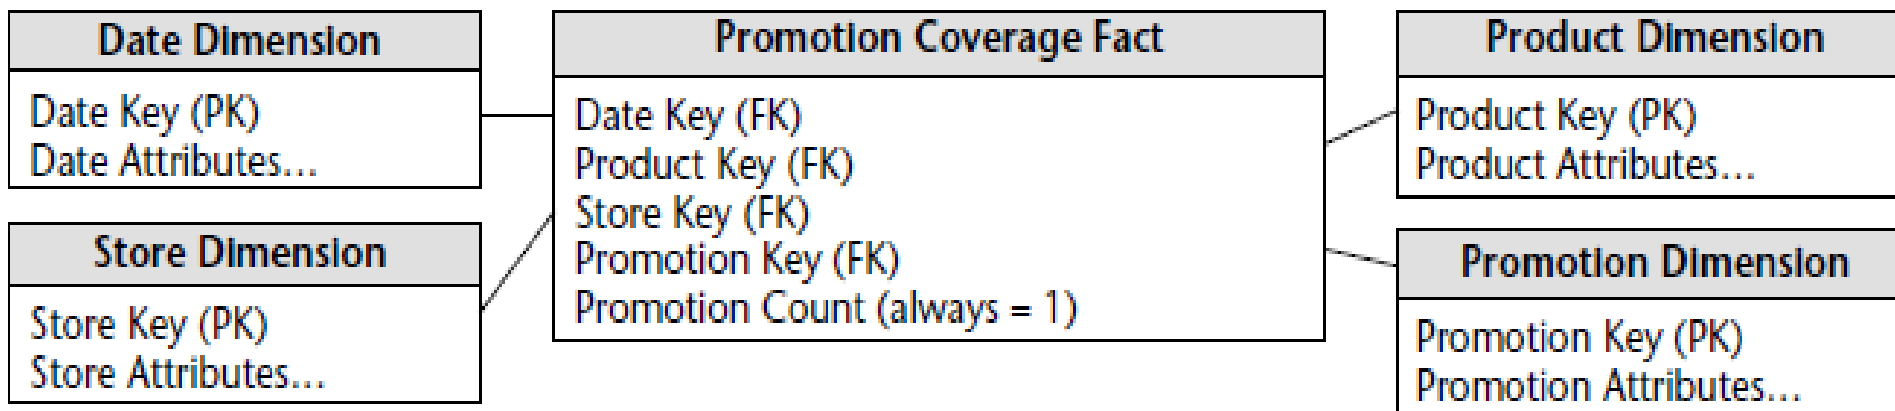 Date Dimension
Date Key (PK)
Date Attributes...
Store Dimension
Store Key (PK)
Store Attributes...
Promotion Coverage Fact
Date Key (FK)
Product Key (FK)
Store Key (FK)
Promotion Key (FK)
Promotion Count (always = 1)
Product Dimension
Product Key (PK)
Product Attributes...
Promotion Dimension
Promotion Key (PK)
Promotion Attributes...